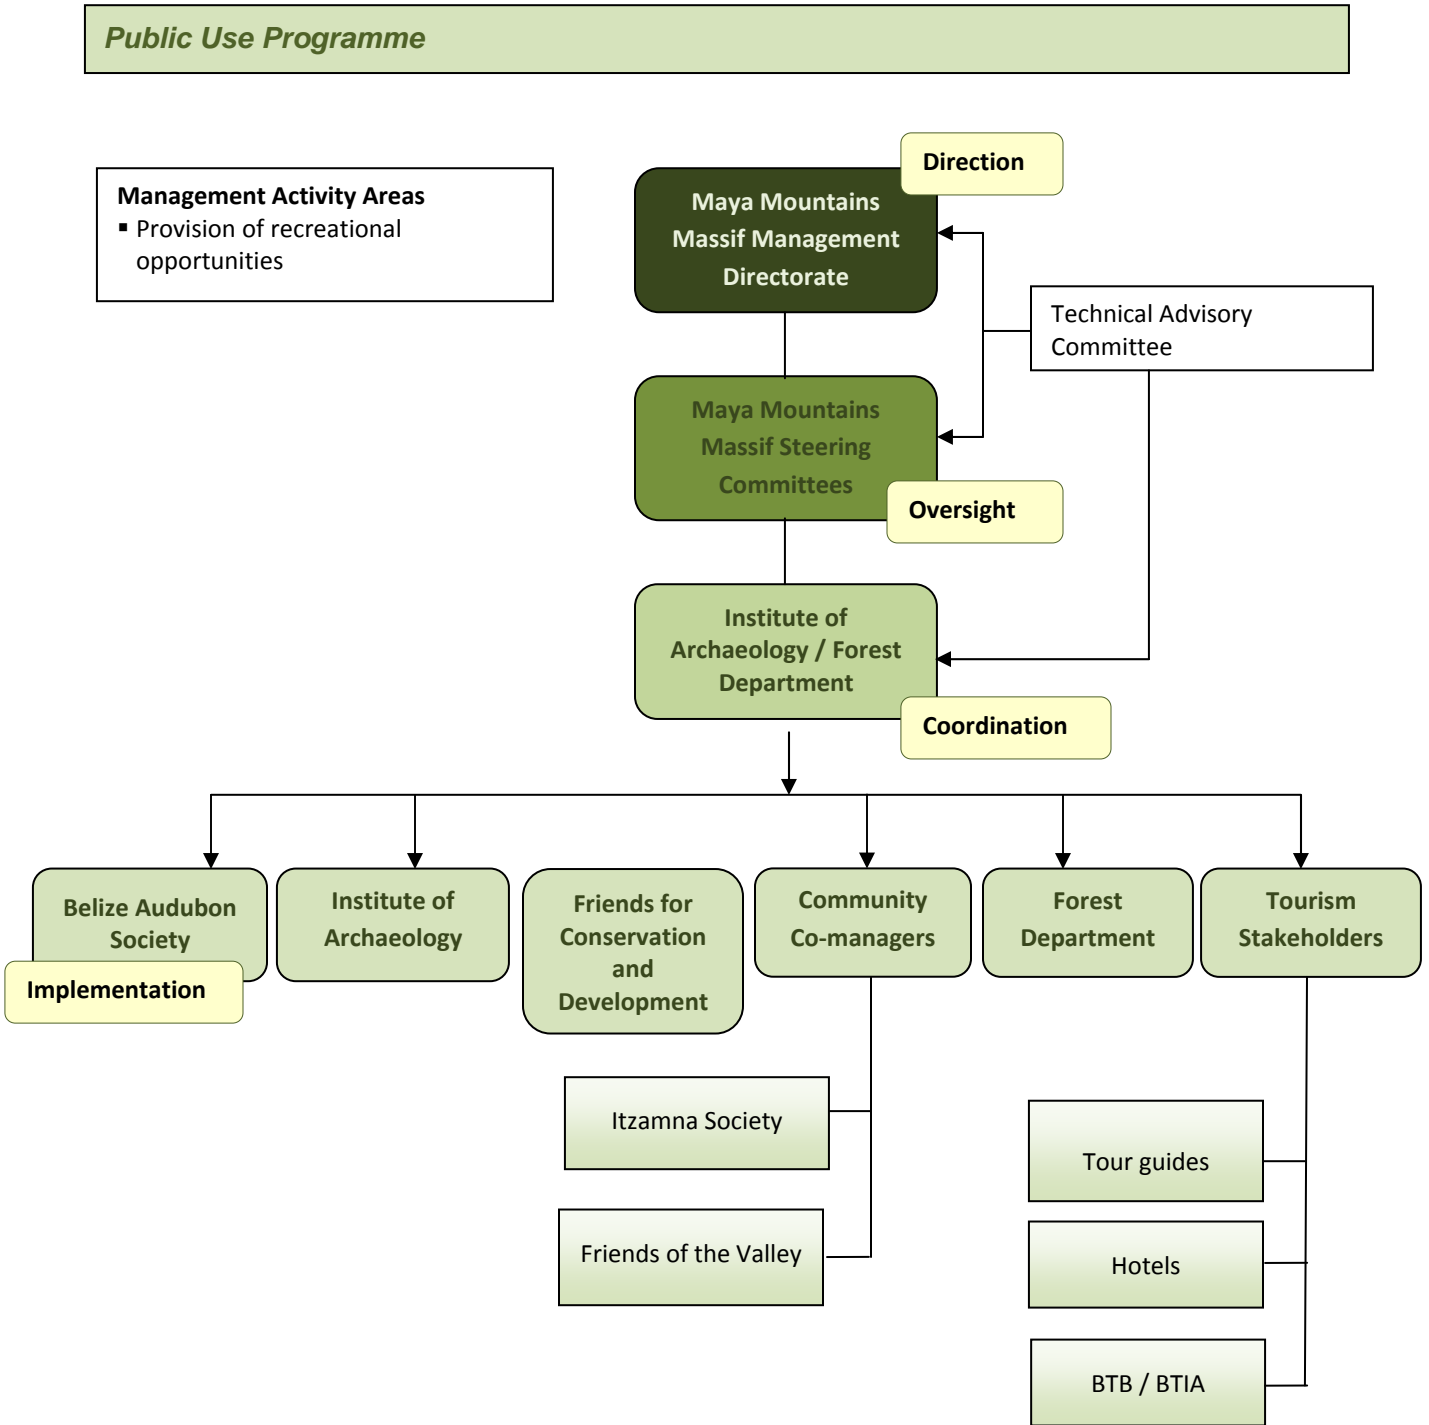 Public Use Programme
Management Activity Areas
▪ Provision of recreational
opportunities
Direction
Maya Mountains
Massif Management
Directorate
Technical Advisory
Committee
Maya Mountains
Massif Steering
Committees
Oversight
Institute of
Archaeology / Forest
Department
Coordination
Belize Audubon
Society
Implementation
Institute of
Archaeology
Friends for
Conservation
and
Development
Community
Co-managers
Forest
Department
Tourism
Stakeholders
Itzamna Society
Friends of the Valley
Tour guides
Hotels
BTB / BTIA